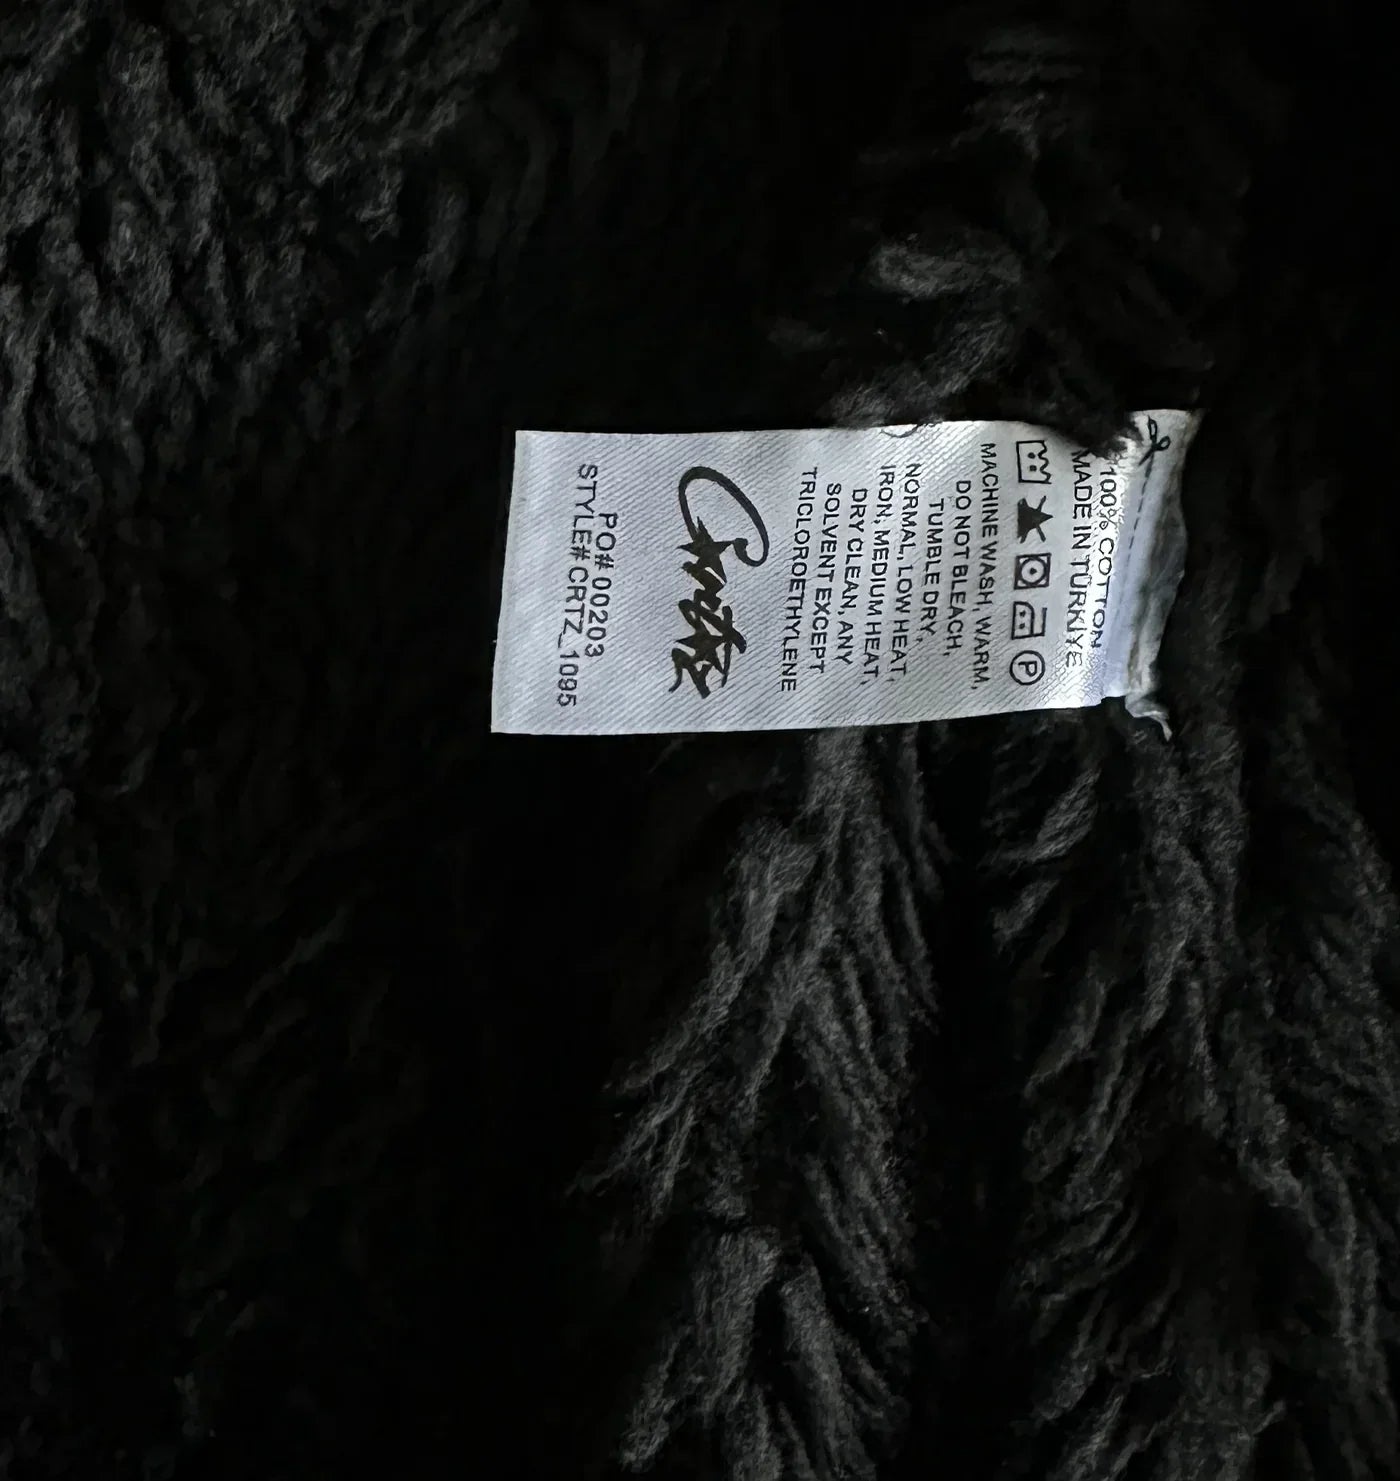 100% COTTON
MADE IN TÜRKİYE
P
MACHINE WASH, WARM,
DO NOT BLEACH,
TUMBLE DRY,
NORMAL, LOW HEAT,
IRON; MEDIUM HEAT,
DRY CLEAN, ANY
SOLVENT EXCEPT
TRICLOROETHYLENE
Corteiz
PO# 00203
STYLE# CRTZ_1095